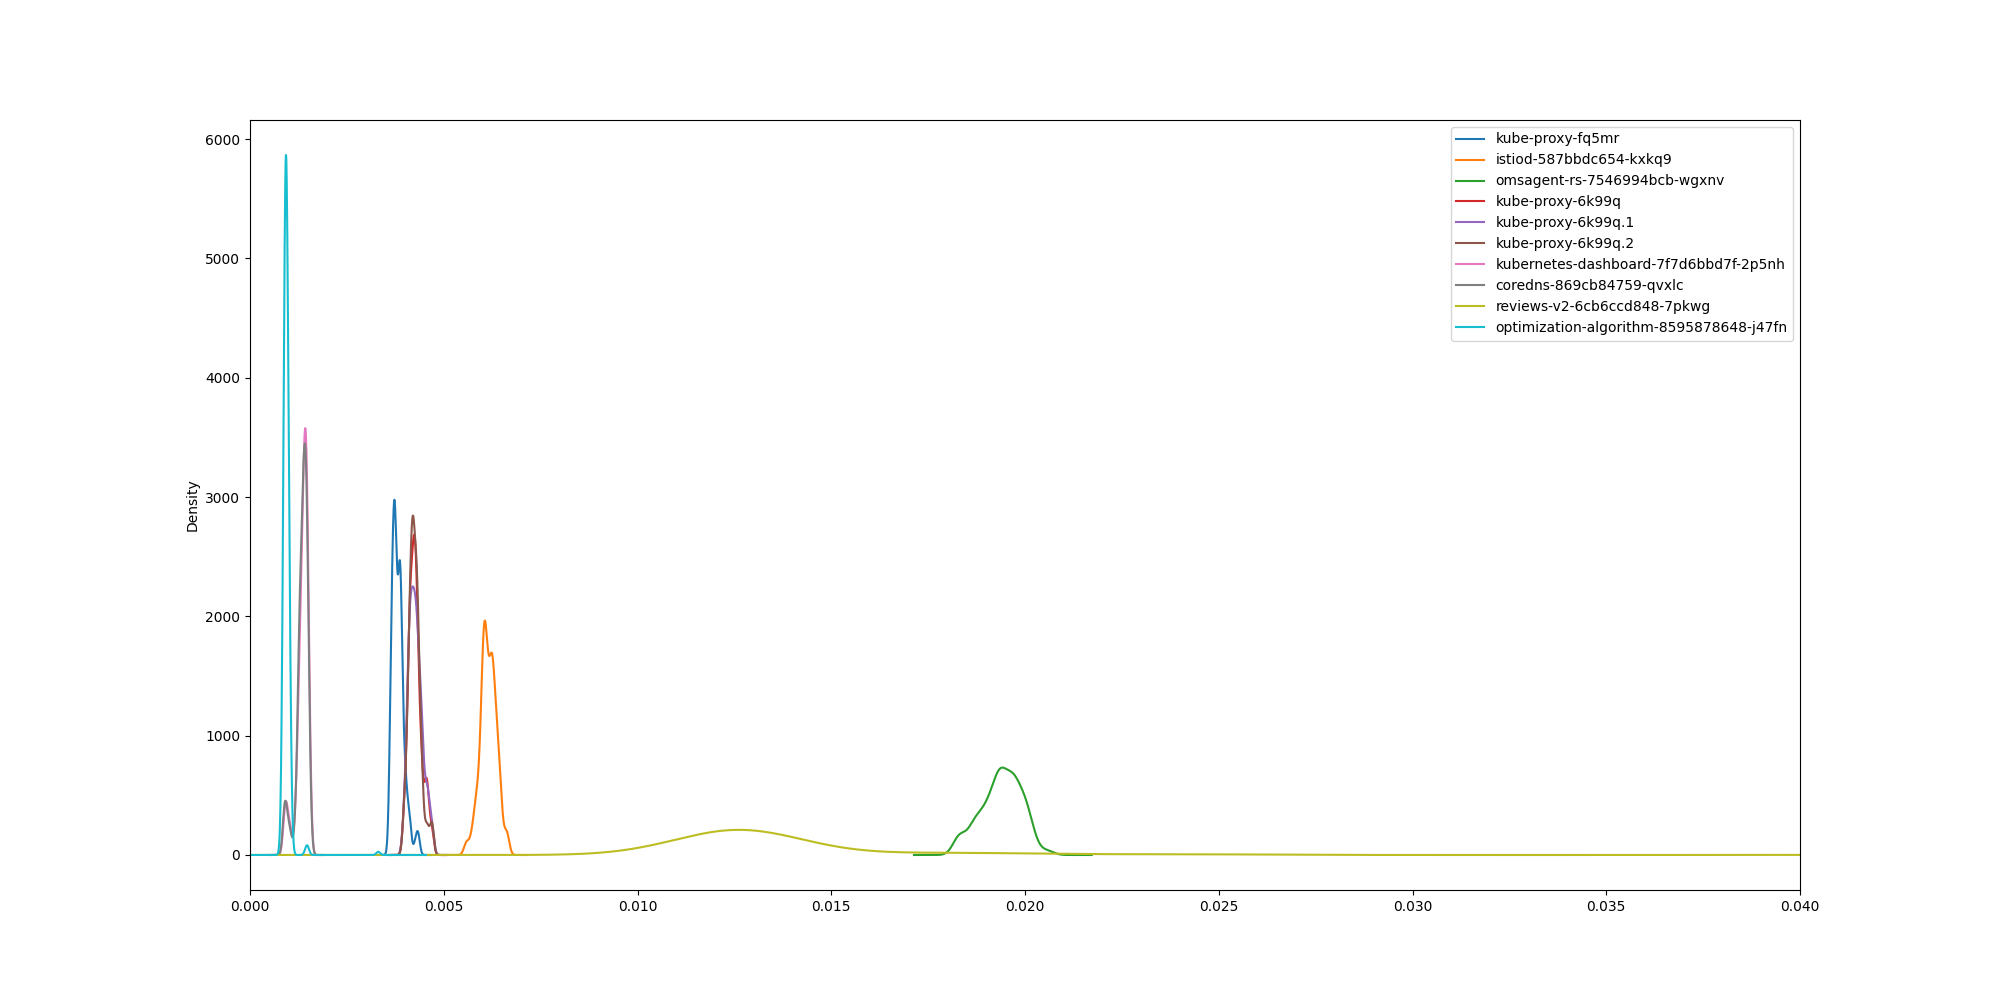 6000
5000
4000
3000
2000
1000
0
Density
0.000 0.005 0.010 0.015 0.020 0.025 0.030 0.035 0.040
kube-proxy-fq5mr
istiod-587bbdc654-kxkq9
omsagent-rs-7546994bcb-wgxnv
kube-proxy-6k99q
kube-proxy-6k99q.1
kube-proxy-6k99q.2
kubernetes-dashboard-7f7d6bbd7f-2p5nh
coredns-869cb84759-qvxlc
reviews-v2-6cb6ccd848-7pkwg
optimization-algorithm-8595878648-j47fn